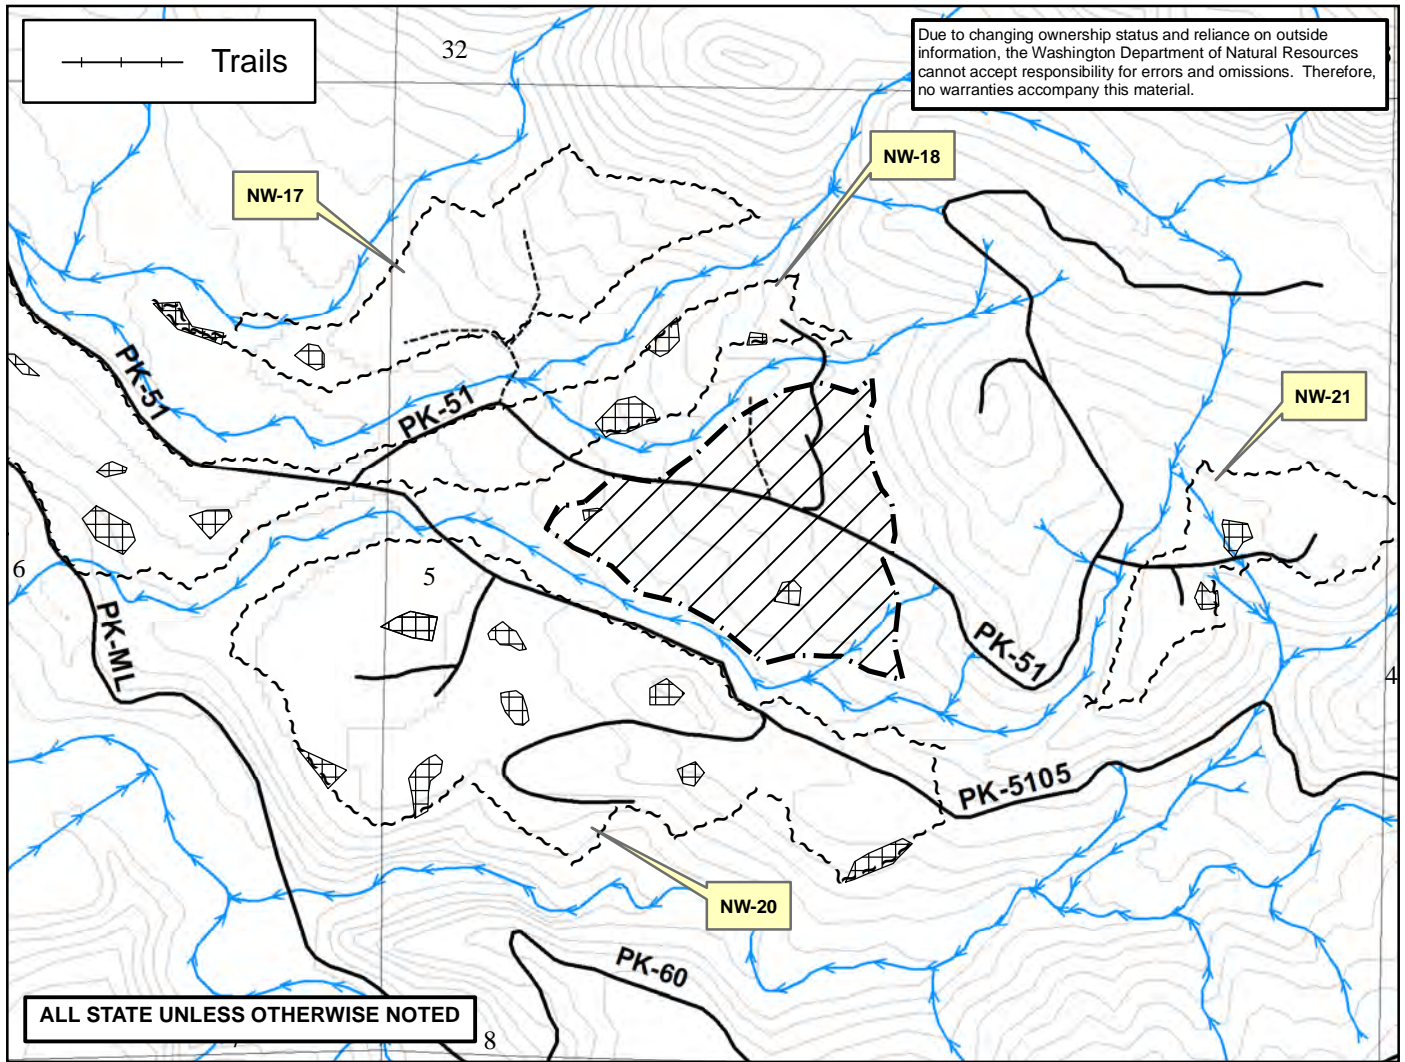 Trails
32
Due to changing ownership status and reliance on outside
information, the Washington Department of Natural Resources
cannot accept responsibility for errors and omissions. Therefore,
no warranties accompany this material.
NW-18
NW-17
PK-51
PK-51
NW-21
6
5
PK-ML
PK-51
4
PK-5105
NW-20
PK-60
ALL STATE UNLESS OTHERWISE NOTED
8